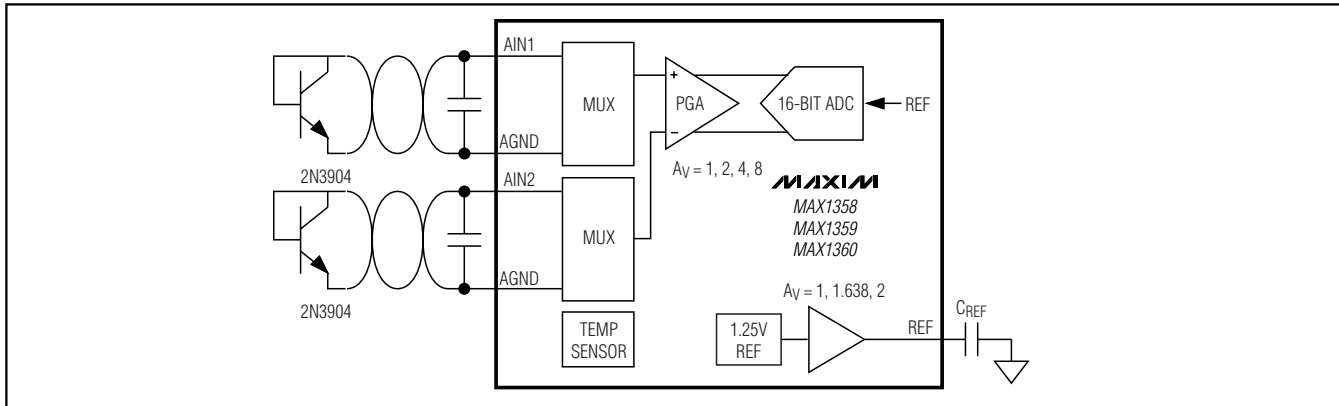 AIN1
MUX
+
PGA
−
16-BIT ADC
REF
AGND
2N3904
AV = 1, 2, 4, 8
MAXIM
MAX1358
MAX1359
MAX1360
AIN2
MUX
AGND
2N3904
TEMP
SENSOR
AV = 1, 1.638, 2
1.25V
REF
REF
CREF